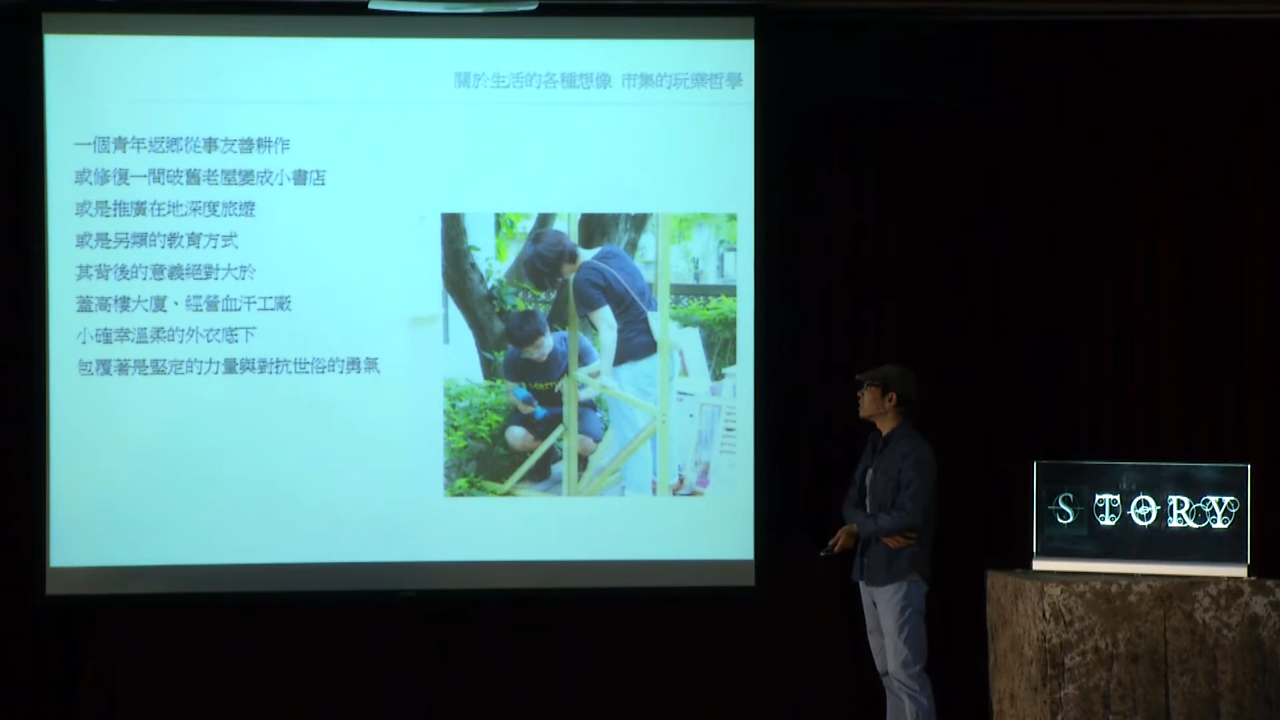 關於生活的各種想像 市集的玩樂哲學
一個青年返鄉從事友善耕作
或修復一間破舊老屋變成小書店
或是推廣在地深度旅遊
或是另類的教育方式
其背後的意義絕對大於
蓋高樓大廈、經營血汗工廠
小確幸溫柔的外衣底下
包覆著是堅定的力量與對抗世俗的勇氣
STORY